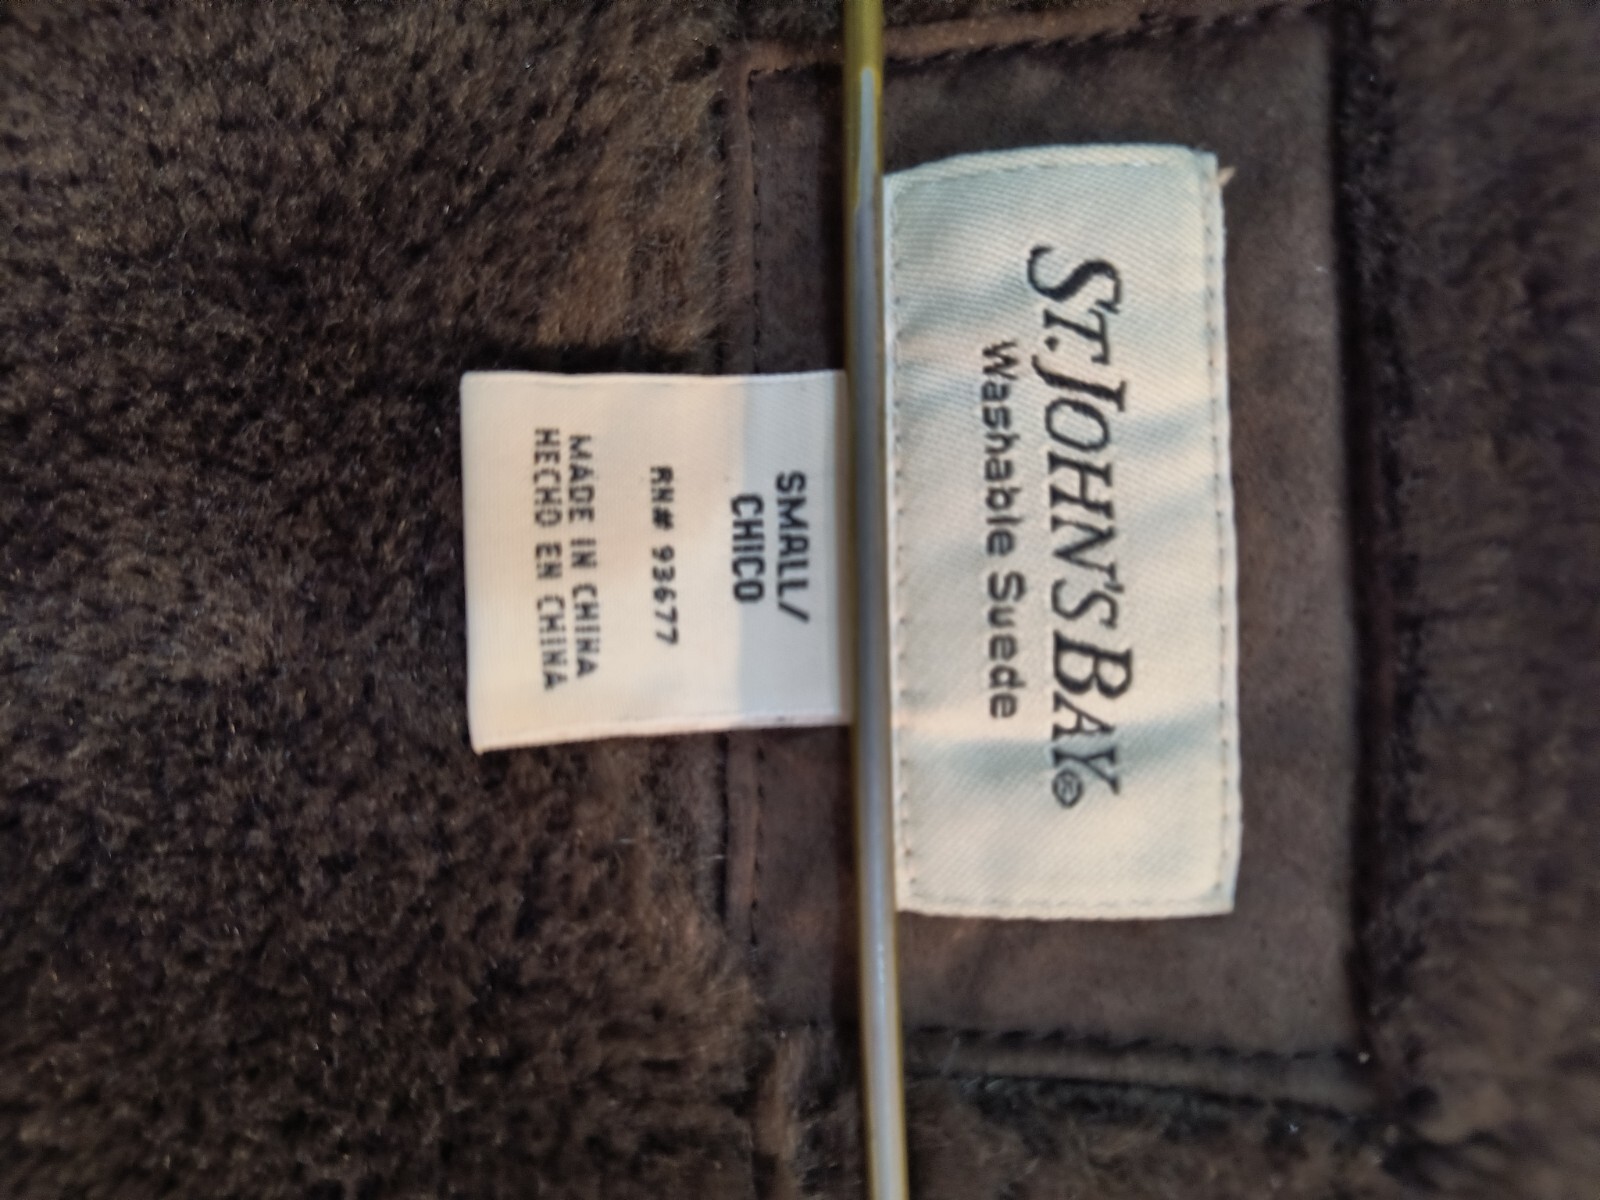 ST. JOHN'S BAY®
Washable Suede
SMALL/
CHICO
RN# 93677
MADE IN CHINA
HECHO EN CHINA